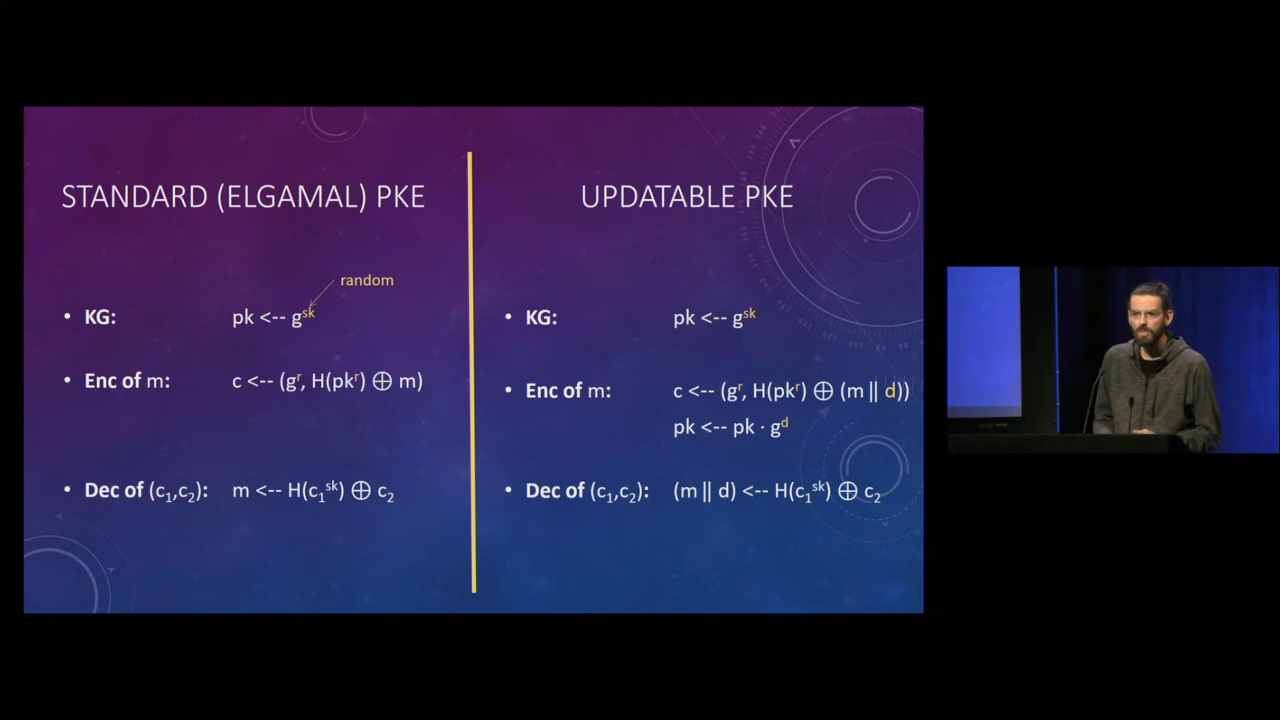 STANDARD (ELGAMAL) PKE
random
• KG: pk <-- g^sk
• Enc of m: c <-- (g^r, H(pk^r) ⊕ m)
• Dec of (c₁,c₂): m <-- H(c₁^sk) ⊕ c₂
UPDATABLE PKE
• KG: pk <-- g^sk
• Enc of m: c <-- (g^r, H(pk^r) ⊕ (m || d))
pk <-- pk · g^d
• Dec of (c₁,c₂): (m || d) <-- H(c₁^sk) ⊕ c₂